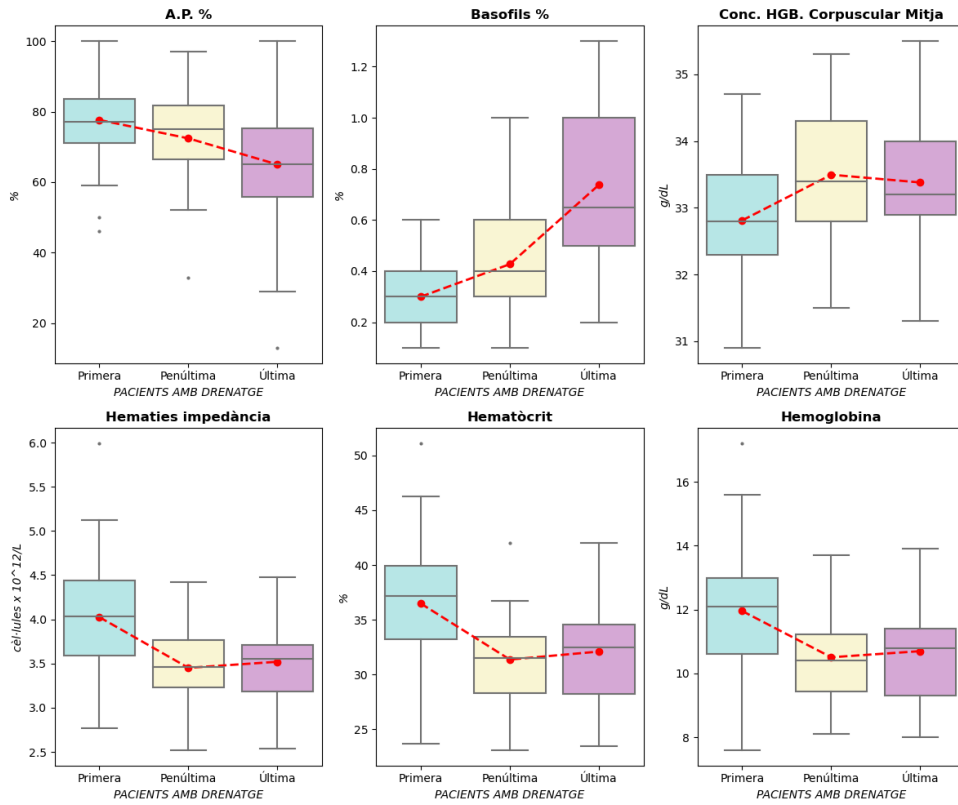 A.P. %
100
80
60
40
20
%
Primera Penúltima Última
PACIENTS AMB DRENATGE
Basofils %
1.2
1.0
0.8
0.6
0.4
0.2
%
Primera Penúltima Última
PACIENTS AMB DRENATGE
Conc. HGB. Corpuscular Mitja
35
34
33
32
31
g/dL
Primera Penúltima Última
PACIENTS AMB DRENATGE
Hematies impedància
6.0
5.5
5.0
4.5
4.0
3.5
3.0
2.5
cèl·lules x 10^12/L
Primera Penúltima Última
PACIENTS AMB DRENATGE
Hematòcrit
50
45
40
35
30
25
%
Primera Penúltima Última
PACIENTS AMB DRENATGE
Hemoglobina
16
14
12
10
8
g/dL
Primera Penúltima Última
PACIENTS AMB DRENATGE